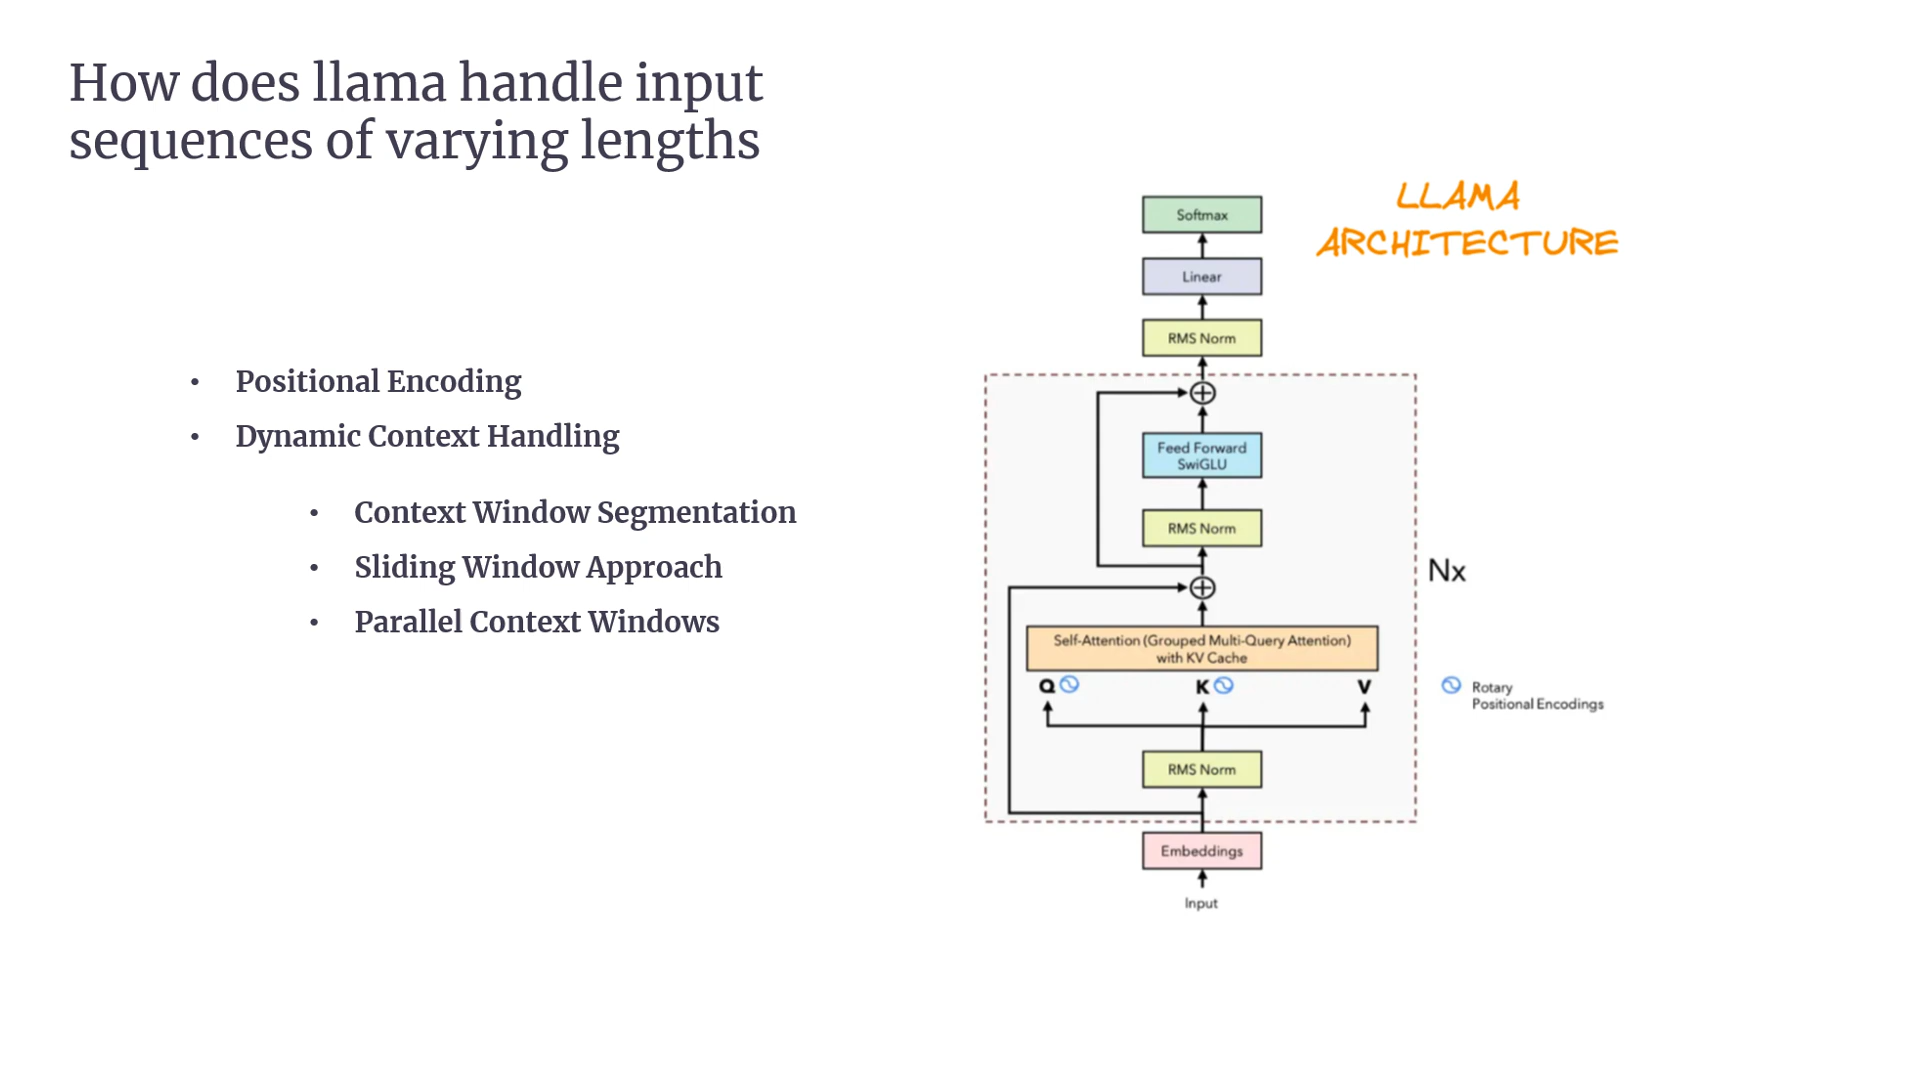 How does llama handle input
sequences of varying lengths
• Positional Encoding
• Dynamic Context Handling
• Context Window Segmentation
• Sliding Window Approach
• Parallel Context Windows
LLAMA
ARCHITECTURE
Softmax
Linear
RMS Norm
Feed Forward
SwiGLU
RMS Norm
Nx
Self-Attention (Grouped Multi-Query Attention)
with KV Cache
Q K V
Rotary
Positional Encodings
RMS Norm
Embeddings
Input